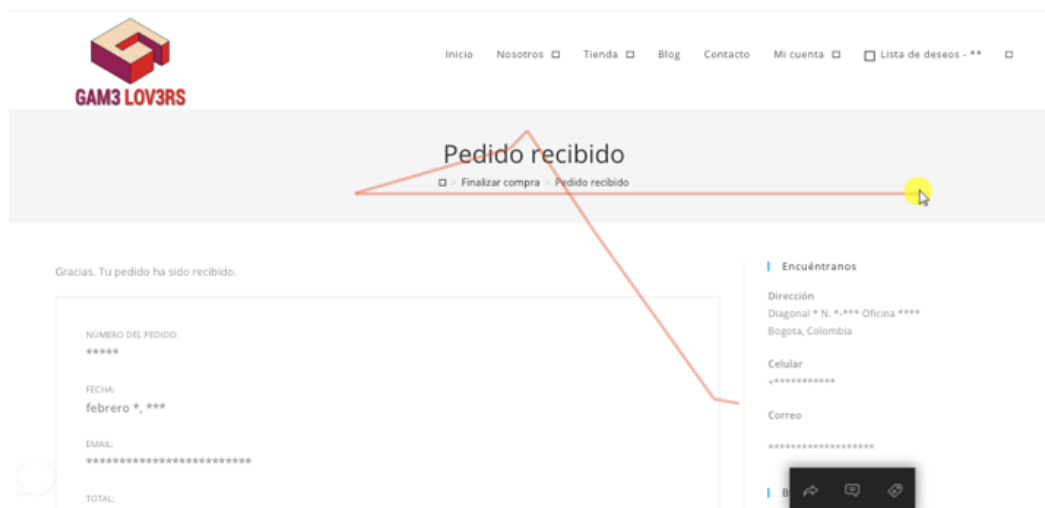 GAM3 LOV3RS
Inicio Nosotros Tienda Blog Contacto Mi cuenta Lista de deseos - **
Pedido recibido
> Finalizar compra > Pedido recibido
Gracias. Tu pedido ha sido recibido.
NÚMERO DEL PEDIDO:
*****
FECHA:
febrero *, ***
EMAIL:
*************************
TOTAL:
Encuéntranos
Dirección
Diagonal * N. *-*** Oficina ****
Bogota, Colombia
Celular
+***********
Correo
*******************
B